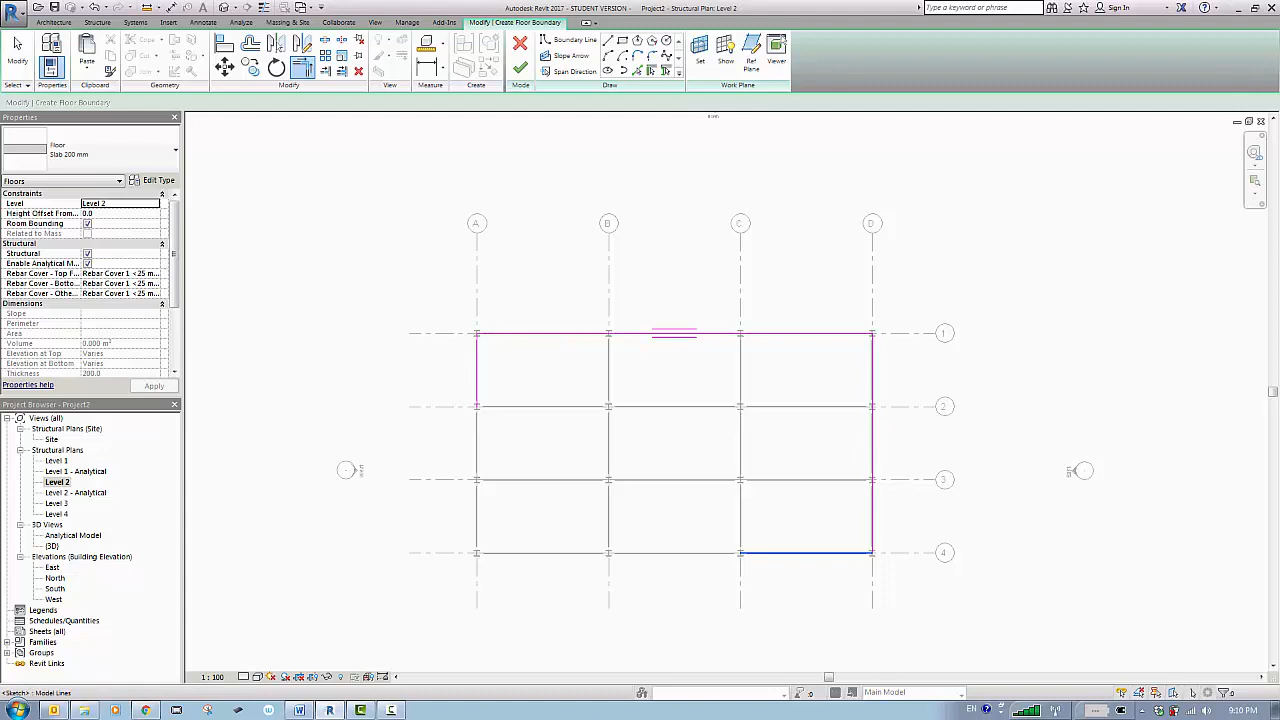 Autodesk Revit 2017 - STUDENT VERSION - Project2 - Structural Plan: Level 2
Type a keyword or phrase
Sign In
Architecture Structure Systems Insert Annotate Analyze Massing & Site Collaborate View Manage Add-Ins Modify | Create Floor Boundary
Modify
Paste
Cope
Cut
Join
Boundary Line
Slope Arrow
Span Direction
Set Show Ref Plane Viewer
Select Properties Clipboard Geometry Modify View Measure Create Mode Draw Work Plane
Modify | Create Floor Boundary
Properties
Floor
Slab 200 mm
Floors
Edit Type
Constraints
Level Level 2
Height Offset From... 0.0
Room Bounding
Related to Mass
Structural
Structural
Enable Analytical M...
Rebar Cover - Top F... Rebar Cover 1 <25 m...
Rebar Cover - Botto... Rebar Cover 1 <25 m...
Rebar Cover - Othe... Rebar Cover 1 <25 m...
Dimensions
Slope
Perimeter
Area
Volume 0.000 m³
Elevation at Top Varies
Elevation at Bottom Varies
Thickness 200.0
Properties help
Apply
Project Browser - Project2
Views (all)
Structural Plans (Site)
Site
Structural Plans
Level 1
Level 1 - Analytical
Level 2
Level 2 - Analytical
Level 3
Level 4
3D Views
Analytical Model
{3D}
Elevations (Building Elevation)
East
North
South
West
Legends
Schedules/Quantities
Sheets (all)
Families
Groups
Revit Links
A B C D
1
2
3
4
1 : 100
<Sketch> : Model Lines
:0
Main Model
:0
EN
9:10 PM